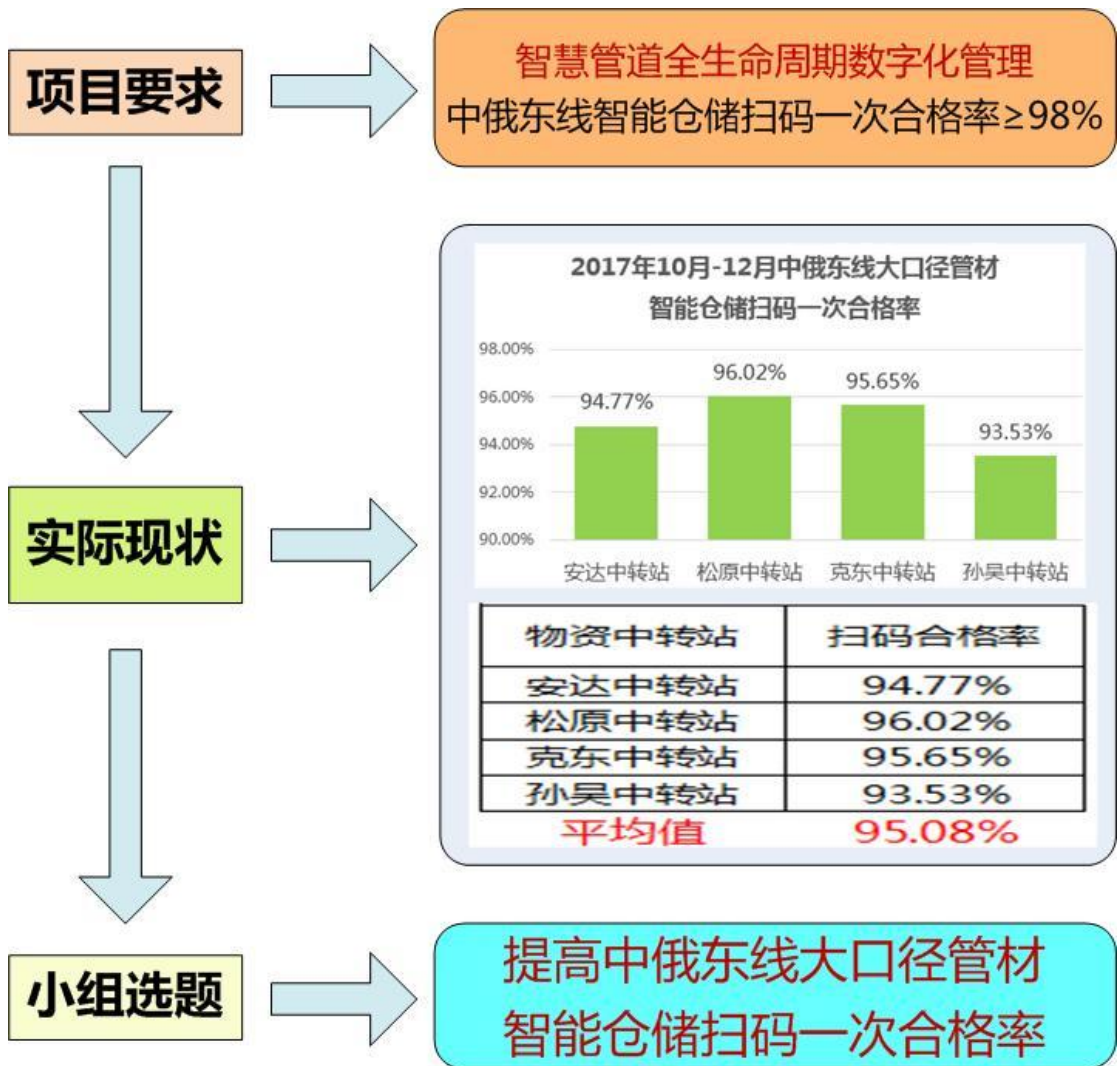 项目要求
智慧管道全生命周期数字化管理
中俄东线智能仓储扫码一次合格率≥98%
实际现状
2017年10月-12月中俄东线大口径管材
智能仓储扫码一次合格率
98.00%
96.00%
94.00%
92.00%
90.00%
94.77%
96.02%
95.65%
93.53%
安达中转站 松原中转站 克东中转站 孙吴中转站
物资中转站 扫码合格率
安达中转站 94.77%
松原中转站 96.02%
克东中转站 95.65%
孙吴中转站 93.53%
平均值 95.08%
小组选题
提高中俄东线大口径管材
智能仓储扫码一次合格率